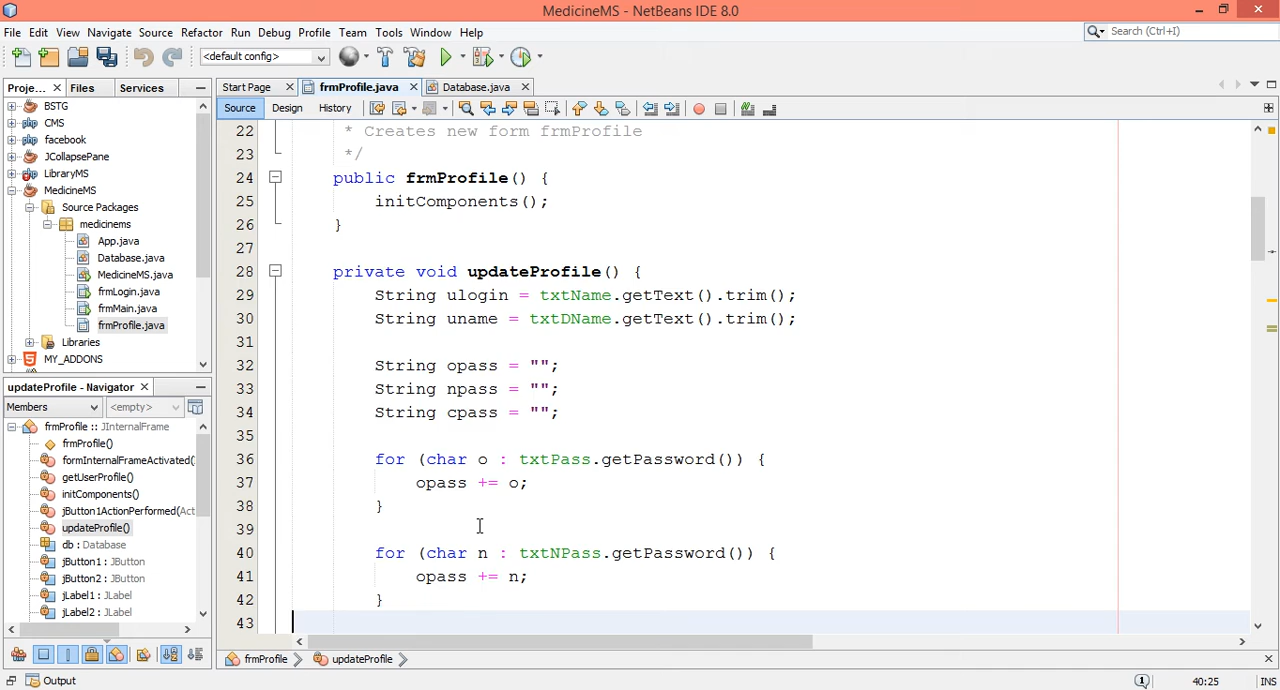 MedicineMS - NetBeans IDE 8.0
File Edit View Navigate Source Refactor Run Debug Profile Team Tools Window Help
Search (Ctrl+I)
<default config>
Proje... Files Services
Start Page frmProfile.java Database.java
Source Design History
BSTG
CMS
facebook
JCollapsePane
LibraryMS
MedicineMS
Source Packages
medicinems
App.java
Database.java
MedicineMS.java
frmLogin.java
frmMain.java
frmProfile.java
Libraries
MY_ADDONS
updateProfile - Navigator
Members <empty>
frmProfile :: JInternalFrame
frmProfile()
formInternalFrameActivated(
getUserProfile()
initComponents()
jButton1ActionPerformed(Act
updateProfile()
db : Database
jButton1 : JButton
jButton2 : JButton
jLabel1 : JLabel
jLabel2 : JLabel
22 * Creates new form frmProfile
23 */
24 public frmProfile() {
25 initComponents();
26 }
27
28 private void updateProfile() {
29 String ulogin = txtName.getText().trim();
30 String uname = txtDName.getText().trim();
31
32 String opass = "";
33 String npass = "";
34 String cpass = "";
35
36 for (char o : txtPass.getPassword()) {
37 opass += o;
38 }
39
40 for (char n : txtNPass.getPassword()) {
41 opass += n;
42 }
43
frmProfile updateProfile
Output
1 40:25 INS